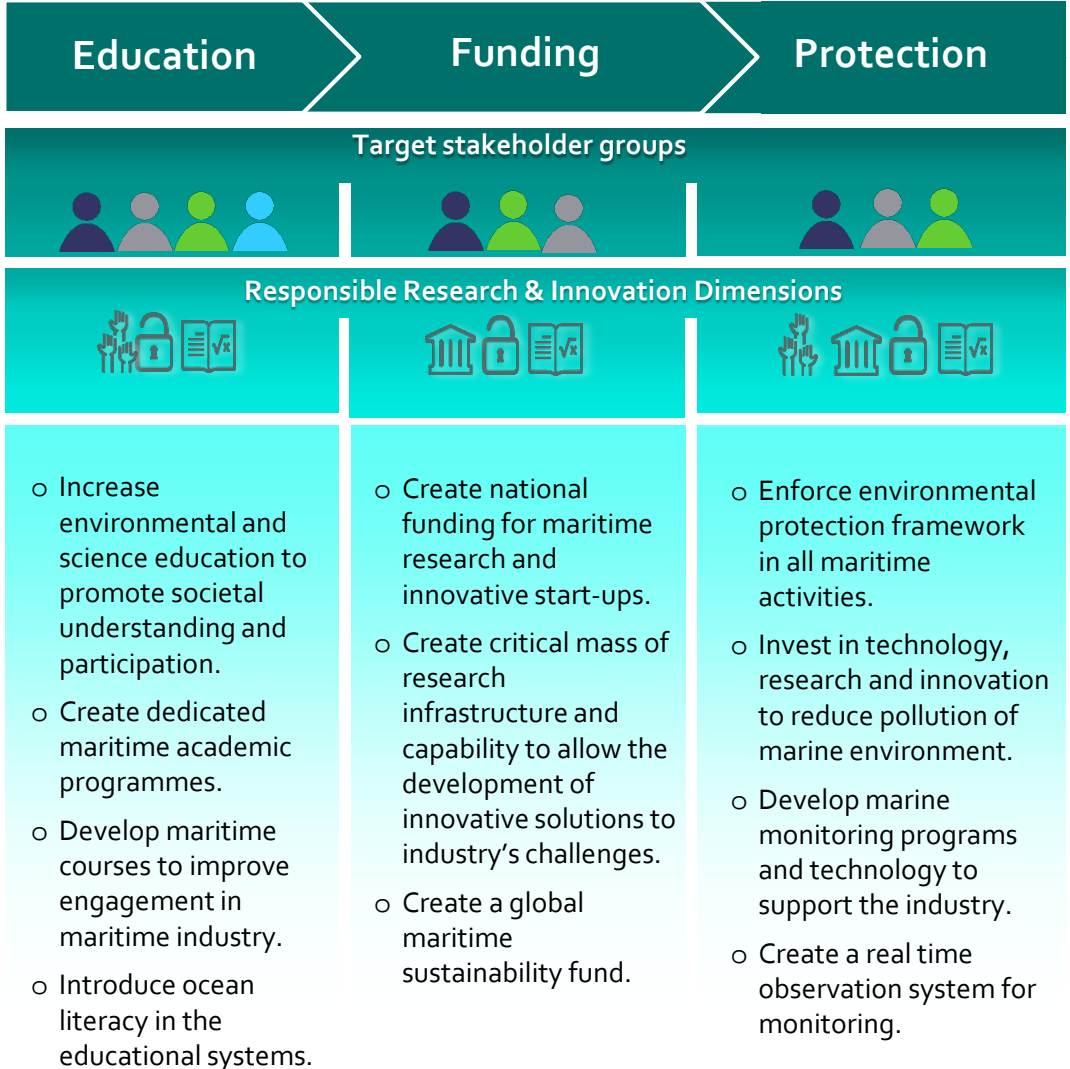 Education
Funding
Protection
Target stakeholder groups
Responsible Research & Innovation Dimensions
√x
√x
√x
o Increase
environmental and
science education to
promote societal
understanding and
participation.
o Create dedicated
maritime academic
programmes.
o Develop maritime
courses to improve
engagement in
maritime industry.
o Introduce ocean
literacy in the
educational systems.
o Create national
funding for maritime
research and
innovative start-ups.
o Create critical mass of
research
infrastructure and
capability to allow the
development of
innovative solutions to
industry’s challenges.
o Create a global
maritime
sustainability fund.
o Enforce environmental
protection framework
in all maritime
activities.
o Invest in technology,
research and innovation
to reduce pollution of
marine environment.
o Develop marine
monitoring programs
and technology to
support the industry.
o Create a real time
observation system for
monitoring.